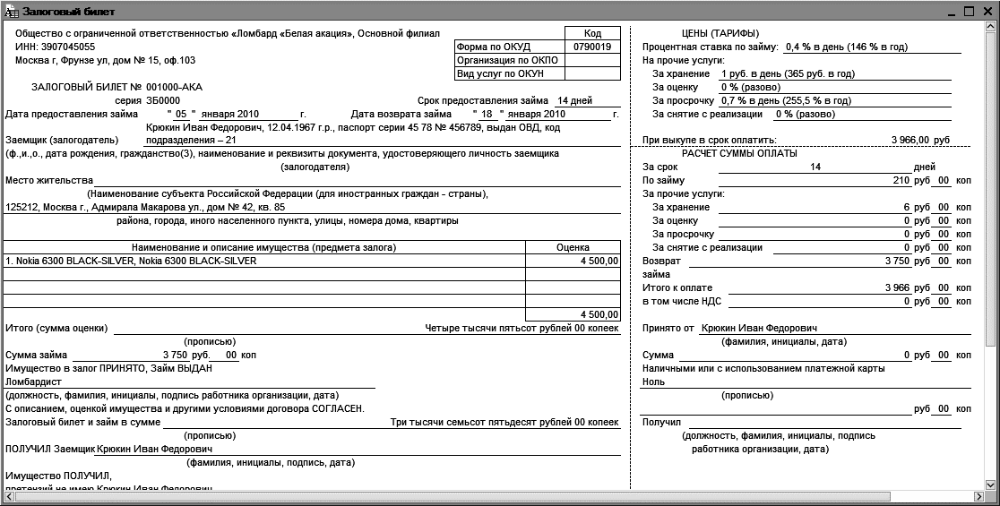 Залоговый билет
Общество с ограниченной ответственностью «Ломбард «Белая акация», Основной филиал
ИНН: 3907045055
Москва г, Фрунзе ул, дом № 15, оф.103
Код
Форма по ОКУД 0790019
Организация по ОКПО
Вид услуг по ОКУН
ЗАЛОГОВЫЙ БИЛЕТ № 001000-АКА
серия ЗБ0000 Срок предоставления займа 14 дней
Дата предоставления займа " 05 " января 2010 г. Дата возврата займа " 18 " января 2010 г.
Крюкин Иван Федорович, 12.04.1967 г.р., паспорт серии 45 78 № 456789, выдан ОВД, код
Заемщик (залогодатель) подразделения – 21
(ф.,и.,о., дата рождения, гражданство(3), наименование и реквизиты документа, удостоверяющего личность заемщика
(залогодателя)
Место жительства
(Наименование субъекта Российской Федерации (для иностранных граждан - страны),
125212, Москва г., Адмирала Макарова ул., дом № 42, кв. 85
района, города, иного населенного пункта, улицы, номера дома, квартиры
Наименование и описание имущества (предмета залога) Оценка
1. Nokia 6300 BLACK-SILVER, Nokia 6300 BLACK-SILVER 4 500,00
4 500,00
Итого (сумма оценки) Четыре тысячи пятьсот рублей 00 копеек
(прописью)
Сумма займа 3 750 руб. 00 коп
Имущество в залог ПРИНЯТО, Займ ВЫДАН
Ломбардист
(должность, фамилия, инициалы, подпись работника организации, дата)
С описанием, оценкой имущества и другими условиями договора СОГЛАСЕН.
Залоговый билет и займ в сумме Три тысячи семьсот пятьдесят рублей 00 копеек
(прописью)
ПОЛУЧИЛ Заемщик Крюкин Иван Федорович
(фамилия, инициалы, подпись, дата)
Имущество ПОЛУЧИЛ,
претензий не имею Крюкин Иван Федорович
ЦЕНЫ (ТАРИФЫ)
Процентная ставка по займу: 0,4 % в день (146 % в год)
На прочие услуги:
За хранение 1 руб. в день (365 руб. в год)
За оценку 0 % (разово)
За просрочку 0,7 % в день (255,5 % в год)
За снятие с реализации 0 % (разово)
При выкупе в срок оплатить: 3 966,00 руб
РАСЧЕТ СУММЫ ОПЛАТЫ
За срок 14 дней
По займу 210 руб 00 коп
За прочие услуги:
За хранение 6 руб 00 коп
За оценку 0 руб 00 коп
За просрочку 0 руб 00 коп
За снятие с реализации 0 руб 00 коп
Возврат 3 750 руб 00 коп
займа
Итого к оплате 3 966 руб 00 коп
в том числе НДС 0 руб 00 коп
Принято от Крюкин Иван Федорович
(фамилия, инициалы, дата)
Сумма 0 руб 00 коп
Наличными или с использованием платежной карты
Ноль
(прописью)
руб 00 коп
Получил
(должность, фамилия, инициалы, подпись
работника организации, дата)